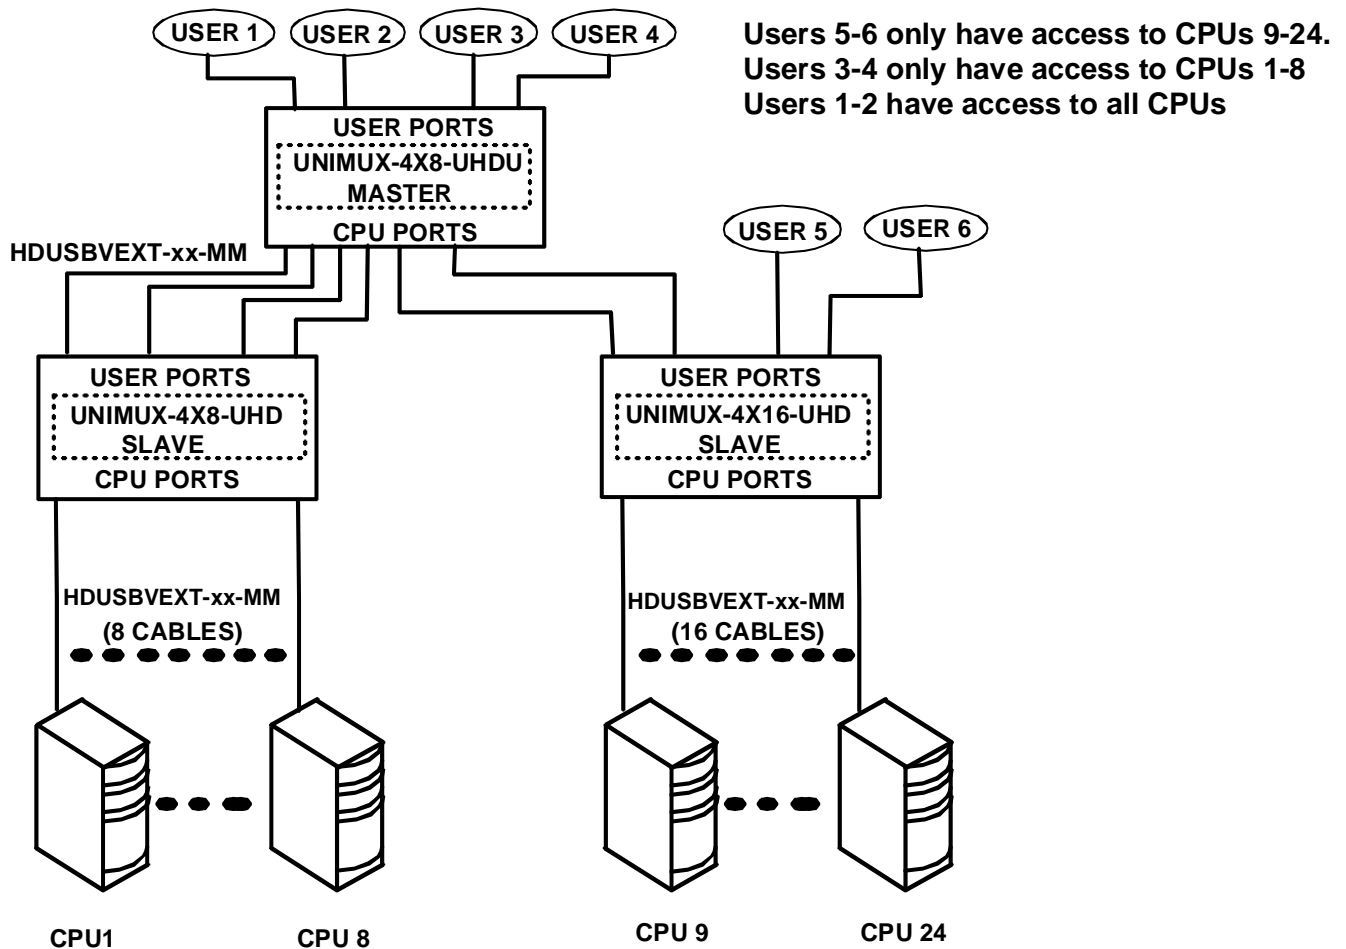 USER 1
USER 2
USER 3
USER 4
Users 5-6 only have access to CPUs 9-24.
Users 3-4 only have access to CPUs 1-8
Users 1-2 have access to all CPUs
USER PORTS
UNIMUX-4X8-UHDU
MASTER
CPU PORTS
HDUSBVEXT-xx-MM
USER 5
USER 6
USER PORTS
UNIMUX-4X8-UHD
SLAVE
CPU PORTS
USER PORTS
UNIMUX-4X16-UHD
SLAVE
CPU PORTS
HDUSBVEXT-xx-MM
(8 CABLES)
HDUSBVEXT-xx-MM
(16 CABLES)
CPU1
CPU 8
CPU 9
CPU 24